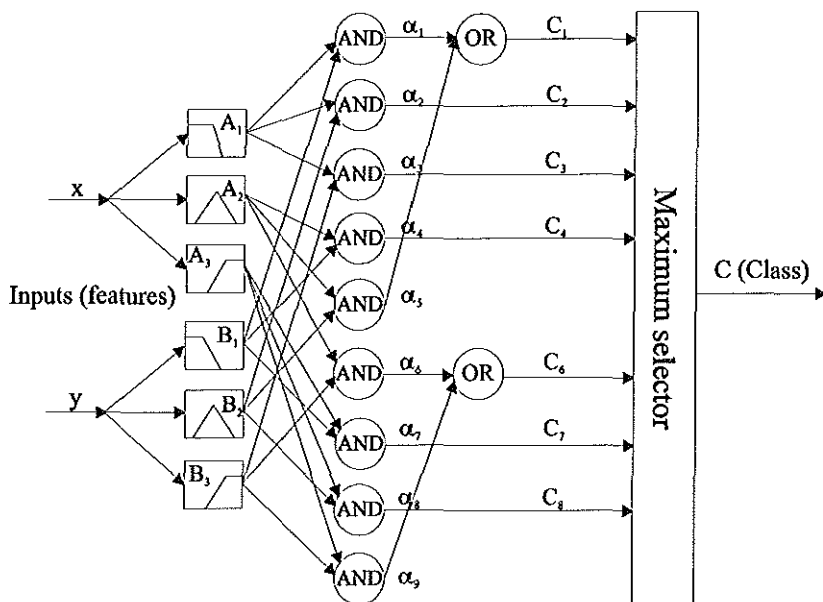 AND α₁ OR C₁
AND α₂ C₂
A₁
AND α₃ C₃
x
A₂
AND α₄ C₄
A₃
Inputs (features)
AND α₅
B₁
AND α₆ OR C₆
y
B₂
AND α₇ C₇
B₃
AND α₈ C₈
AND α₉
Maximum selector
C (Class)